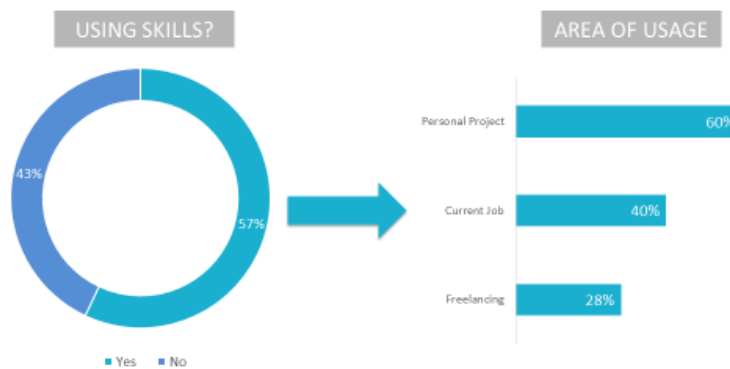 USING SKILLS?
43%
57%
Yes
No
AREA OF USAGE
Personal Project
60%
Current Job
40%
Freelancing
28%